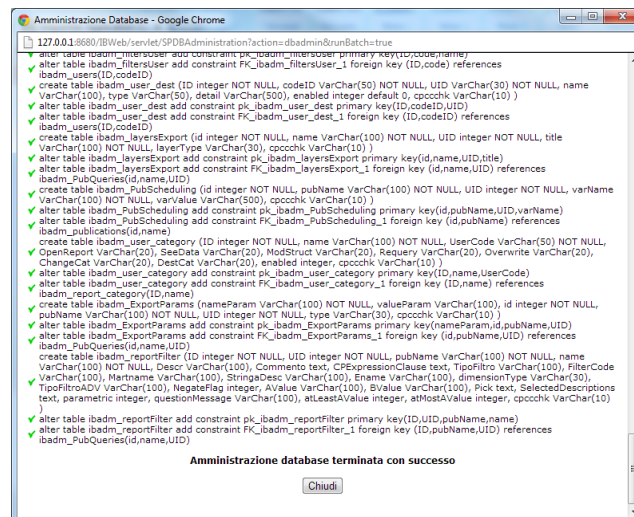 Amministrazione Database - Google Chrome
127.0.0.1:8680/IBWeb/servlet/SPDBAdministration?action=dbadmin&runBatch=true
alter table ibadm_filtersUser add constraint pk_ibadm_filtersUser primary key(ID,code,name)
alter table ibadm_filtersUser add constraint FK_ibadm_filtersUser_1 foreign key (ID,code) references
ibadm_users(ID,codeID)
create table ibadm_user_dest (ID integer NOT NULL, codeID VarChar(50) NOT NULL, UID VarChar(30) NOT NULL, name
VarChar(100), type VarChar(50), detail VarChar(500), enabled integer default 0, cpccchk VarChar(10) )
alter table ibadm_user_dest add constraint pk_ibadm_user_dest primary key(ID,codeID,UID)
alter table ibadm_user_dest add constraint FK_ibadm_user_dest_1 foreign key (ID,codeID) references
ibadm_users(ID,codeID)
create table ibadm_layersExport (id integer NOT NULL, name VarChar(100) NOT NULL, UID integer NOT NULL, title
VarChar(100) NOT NULL, layerType VarChar(30), cpccchk VarChar(10) )
alter table ibadm_layersExport add constraint pk_ibadm_layersExport primary key(id,name,UID,title)
alter table ibadm_layersExport add constraint FK_ibadm_layersExport_1 foreign key (id,name,UID) references
ibadm_PubQueries(id,name,UID)
create table ibadm_PubScheduling (id integer NOT NULL, pubName VarChar(100) NOT NULL, UID integer NOT NULL, varName
VarChar(100) NOT NULL, varValue VarChar(500), cpccchk VarChar(10) )
alter table ibadm_PubScheduling add constraint pk_ibadm_PubScheduling primary key(id,pubName,UID,varName)
alter table ibadm_PubScheduling add constraint FK_ibadm_PubScheduling_1 foreign key (id,pubName) references
ibadm_publications(id,name)
create table ibadm_user_category (ID integer NOT NULL, name VarChar(100) NOT NULL, UserCode VarChar(50) NOT NULL,
OpenReport VarChar(20), SeeData VarChar(20), ModStruct VarChar(20), Requery VarChar(20), Overwrite VarChar(20),
ChangeCat VarChar(20), DestCat VarChar(20), enabled integer, cpccchk VarChar(10) )
alter table ibadm_user_category add constraint pk_ibadm_user_category primary key(ID,name,UserCode)
alter table ibadm_user_category add constraint FK_ibadm_user_category_1 foreign key (ID,name) references
ibadm_report_category(ID,name)
create table ibadm_ExportParams (nameParam VarChar(100) NOT NULL, valueParam VarChar(100), id integer NOT NULL,
pubName VarChar(100) NOT NULL, UID integer NOT NULL, type VarChar(30), cpccchk VarChar(10) )
alter table ibadm_ExportParams add constraint pk_ibadm_ExportParams primary key(nameParam,id,pubName,UID)
alter table ibadm_ExportParams add constraint FK_ibadm_ExportParams_1 foreign key (id,pubName,UID) references
ibadm_PubQueries(id,name,UID)
create table ibadm_reportFilter (ID integer NOT NULL, UID integer NOT NULL, pubName VarChar(100) NOT NULL, name
VarChar(100) NOT NULL, Descr VarChar(100), Commento text, CPExpressionClause text, TipoFiltro VarChar(100), FilterCode
VarChar(100), Martname VarChar(100), StringaDesc VarChar(100), Ename VarChar(100), dimensionType VarChar(30),
TipoFiltroADV VarChar(100), NegateFlag integer, AValue VarChar(100), BValue VarChar(100), Pick text, SelectedDescriptions
text, parametric integer, questionMessage VarChar(100), atLeastAValue integer, atMostAValue integer, cpccchk VarChar(10)
)
alter table ibadm_reportFilter add constraint pk_ibadm_reportFilter primary key(ID,UID,pubName,name)
alter table ibadm_reportFilter add constraint FK_ibadm_reportFilter_1 foreign key (ID,pubName,UID) references
ibadm_PubQueries(id,name,UID)
Amministrazione database terminata con successo
Chiudi